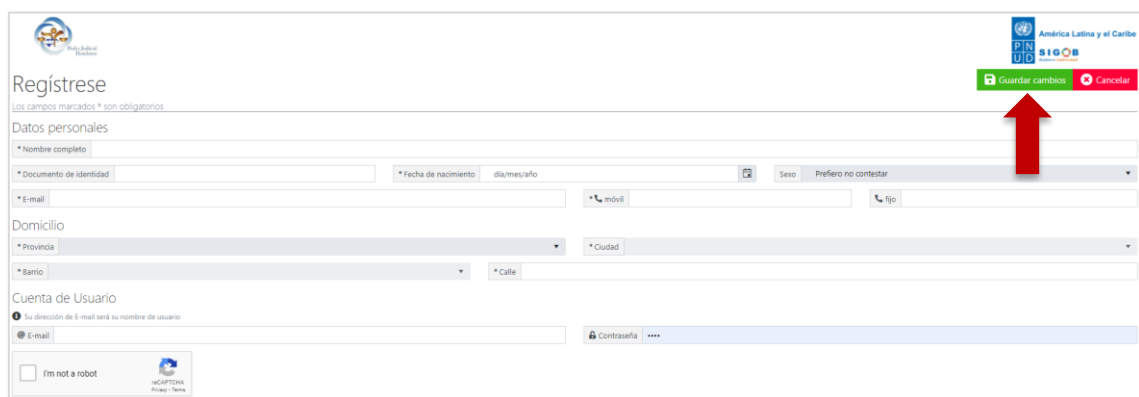 Poder Judicial
América Latina y el Caribe
P N
U D
SIGOB
Regístrese
Guardar cambios
Cancelar
Los campos marcados * son obligatorios
Datos personales
* Nombre completo
* Documento de identidad
* Fecha de nacimiento día/mes/año
Sexo Prefiero no contestar
* E-mail
* móvil
fijo
Domicilio
* Provincia
* Ciudad
* Barrio
* Calle
Cuenta de Usuario
Su dirección de E-mail será su nombre de usuario
@ E-mail
Contraseña ••••
I'm not a robot
reCAPTCHA
Privacy - Terms